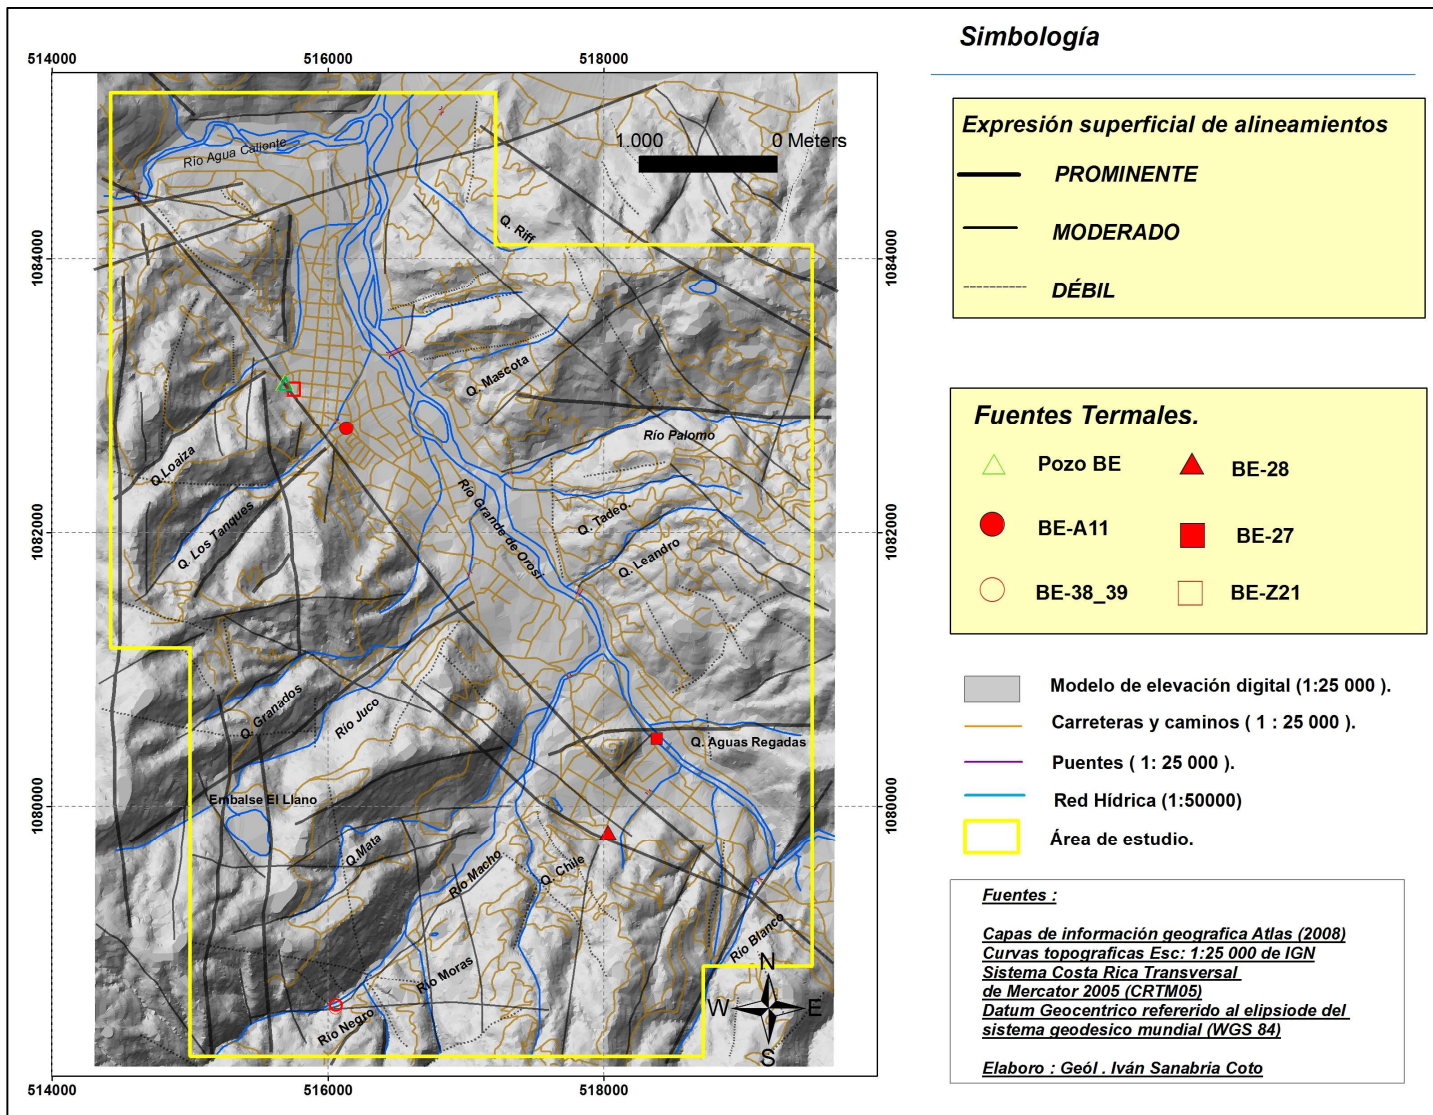 514000
516000
518000
1084000
1082000
1080000
1084000
1082000
1080000
514000
516000
518000
1.000
0 Meters
Río Agua Caliente
Q. Riff
Q. Mascota
Río Palomo
Q.Loaiza
Q. Los Tanques
Río Grande de Orosi
Q. Tadeo.
Q. Leandro
Q. Granados
Río Juco
Q. Aguas Regadas
Embalse El Llano
Q.Mata
Río Macho
Q. Chile
Río Blanco
Río Moras
Río Negro
N
W
E
S
Simbología
Expresión superficial de alineamientos
PROMINENTE
MODERADO
DÉBIL
Fuentes Termales.
Pozo BE
BE-28
BE-A11
BE-27
BE-38_39
BE-Z21
Modelo de elevación digital (1:25 000 ).
Carreteras y caminos ( 1 : 25 000 ).
Puentes ( 1: 25 000 ).
Red Hídrica (1:50000)
Área de estudio.
Fuentes :
Capas de información geografica Atlas (2008)
Curvas topograficas Esc: 1:25 000 de IGN
Sistema Costa Rica Transversal
de Mercator 2005 (CRTM05)
Datum Geocentrico refererido al elipsiode del
sistema geodesico mundial (WGS 84)
Elaboro : Geól . Iván Sanabria Coto